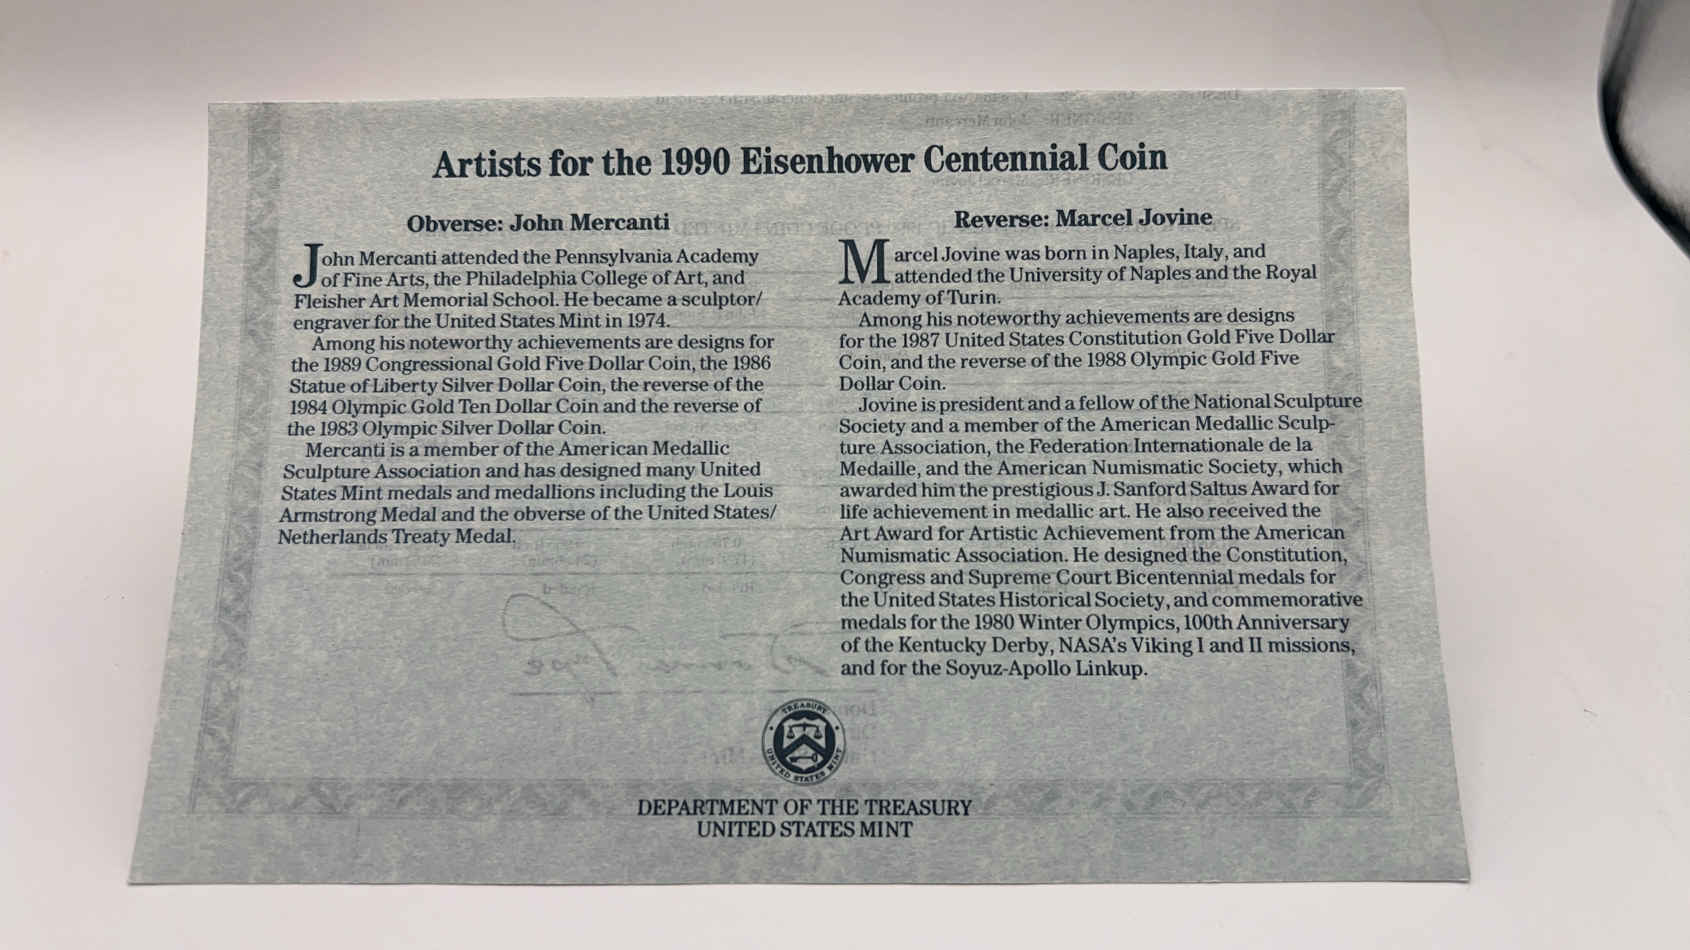 Artists for the 1990 Eisenhower Centennial Coin
Obverse: John Mercanti
John Mercanti attended the Pennsylvania Academy
of Fine Arts, the Philadelphia College of Art, and
Fleisher Art Memorial School. He became a sculptor/
engraver for the United States Mint in 1974.
Among his noteworthy achievements are designs for
the 1989 Congressional Gold Five Dollar Coin, the 1986
Statue of Liberty Silver Dollar Coin, the reverse of the
1984 Olympic Gold Ten Dollar Coin and the reverse of
the 1983 Olympic Silver Dollar Coin.
Mercanti is a member of the American Medallic
Sculpture Association and has designed many United
States Mint medals and medallions including the Louis
Armstrong Medal and the obverse of the United States/
Netherlands Treaty Medal.
Reverse: Marcel Jovine
Marcel Jovine was born in Naples, Italy, and
attended the University of Naples and the Royal
Academy of Turin.
Among his noteworthy achievements are designs
for the 1987 United States Constitution Gold Five Dollar
Coin, and the reverse of the 1988 Olympic Gold Five
Dollar Coin.
Jovine is president and a fellow of the National Sculpture
Society and a member of the American Medallic Sculp-
ture Association, the Federation Internationale de la
Medaille, and the American Numismatic Society, which
awarded him the prestigious J. Sanford Saltus Award for
life achievement in medallic art. He also received the
Art Award for Artistic Achievement from the American
Numismatic Association. He designed the Constitution,
Congress and Supreme Court Bicentennial medals for
the United States Historical Society, and commemorative
medals for the 1980 Winter Olympics, 100th Anniversary
of the Kentucky Derby, NASA's Viking I and II missions,
and for the Soyuz-Apollo Linkup.
TREASURY
UNITED STATES MINT
DEPARTMENT OF THE TREASURY
UNITED STATES MINT